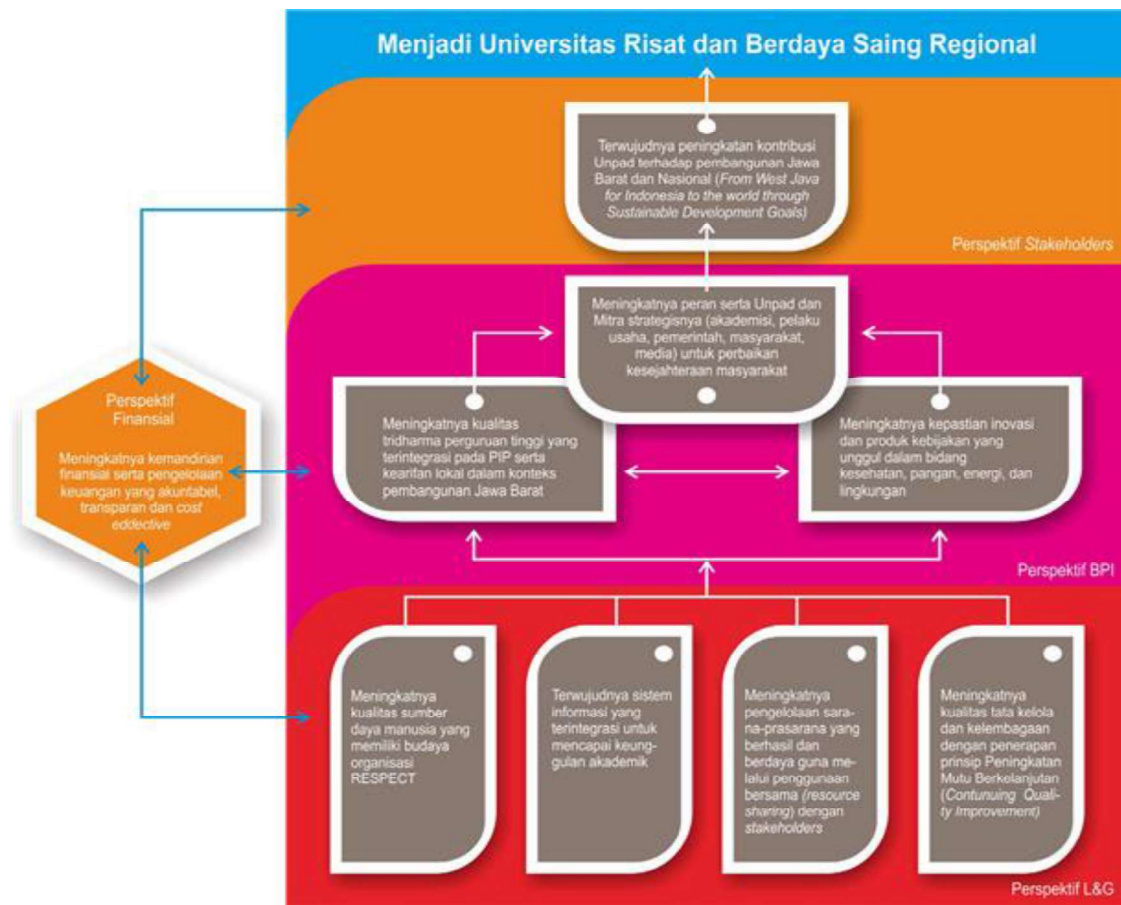 Menjadi Universitas Risat dan Berdaya Saing Regional
Terwujudnya peningkatan kontribusi
Unpad terhadap pembangunan Jawa
Barat dan Nasional (From West Java
for Indonesia to the world through
Sustainable Development Goals)
Perspektif Stakeholders
Meningkatnya peran serta Unpad dan
Mitra strategisnya (akademisi, pelaku
usaha, pemerintah, masyarakat,
media) untuk perbaikan
kesejahteraan masyarakat
Perspektif
Finansial
Meningkatnya kemandirian
finansial serta pengelolaan
keuangan yang akuntabel,
transparan dan cost
eddective
Meningkatnya kualitas
tridharma perguruan tinggi yang
terintegrasi pada PIP serta
kearifan lokal dalam konteks
pembangunan Jawa Barat
Meningkatnya kepastian inovasi
dan produk kebijakan yang
unggul dalam bidang
kesehatan, pangan, energi, dan
lingkungan
Perspektif BPI
Meningkatnya
kualitas sumber
daya manusia yang
memiliki budaya
organisasi
RESPECT
Terwujudnya sistem
informasi yang
terintegrasi untuk
mencapai keung-
gulan akademik
Meningkatnya
pengelolaan sara-
na-prasarana yang
berhasil dan
berdaya guna me-
lalui penggunaan
bersama (resource
sharing) dengan
stakeholders
Meningkatnya
kualitas tata kelola
dan kelembagaan
dengan penerapan
prinsip Peningkatan
Mutu Berkelanjutan
(Contunuing Quali-
ty Improvement)
Perspektif L&G